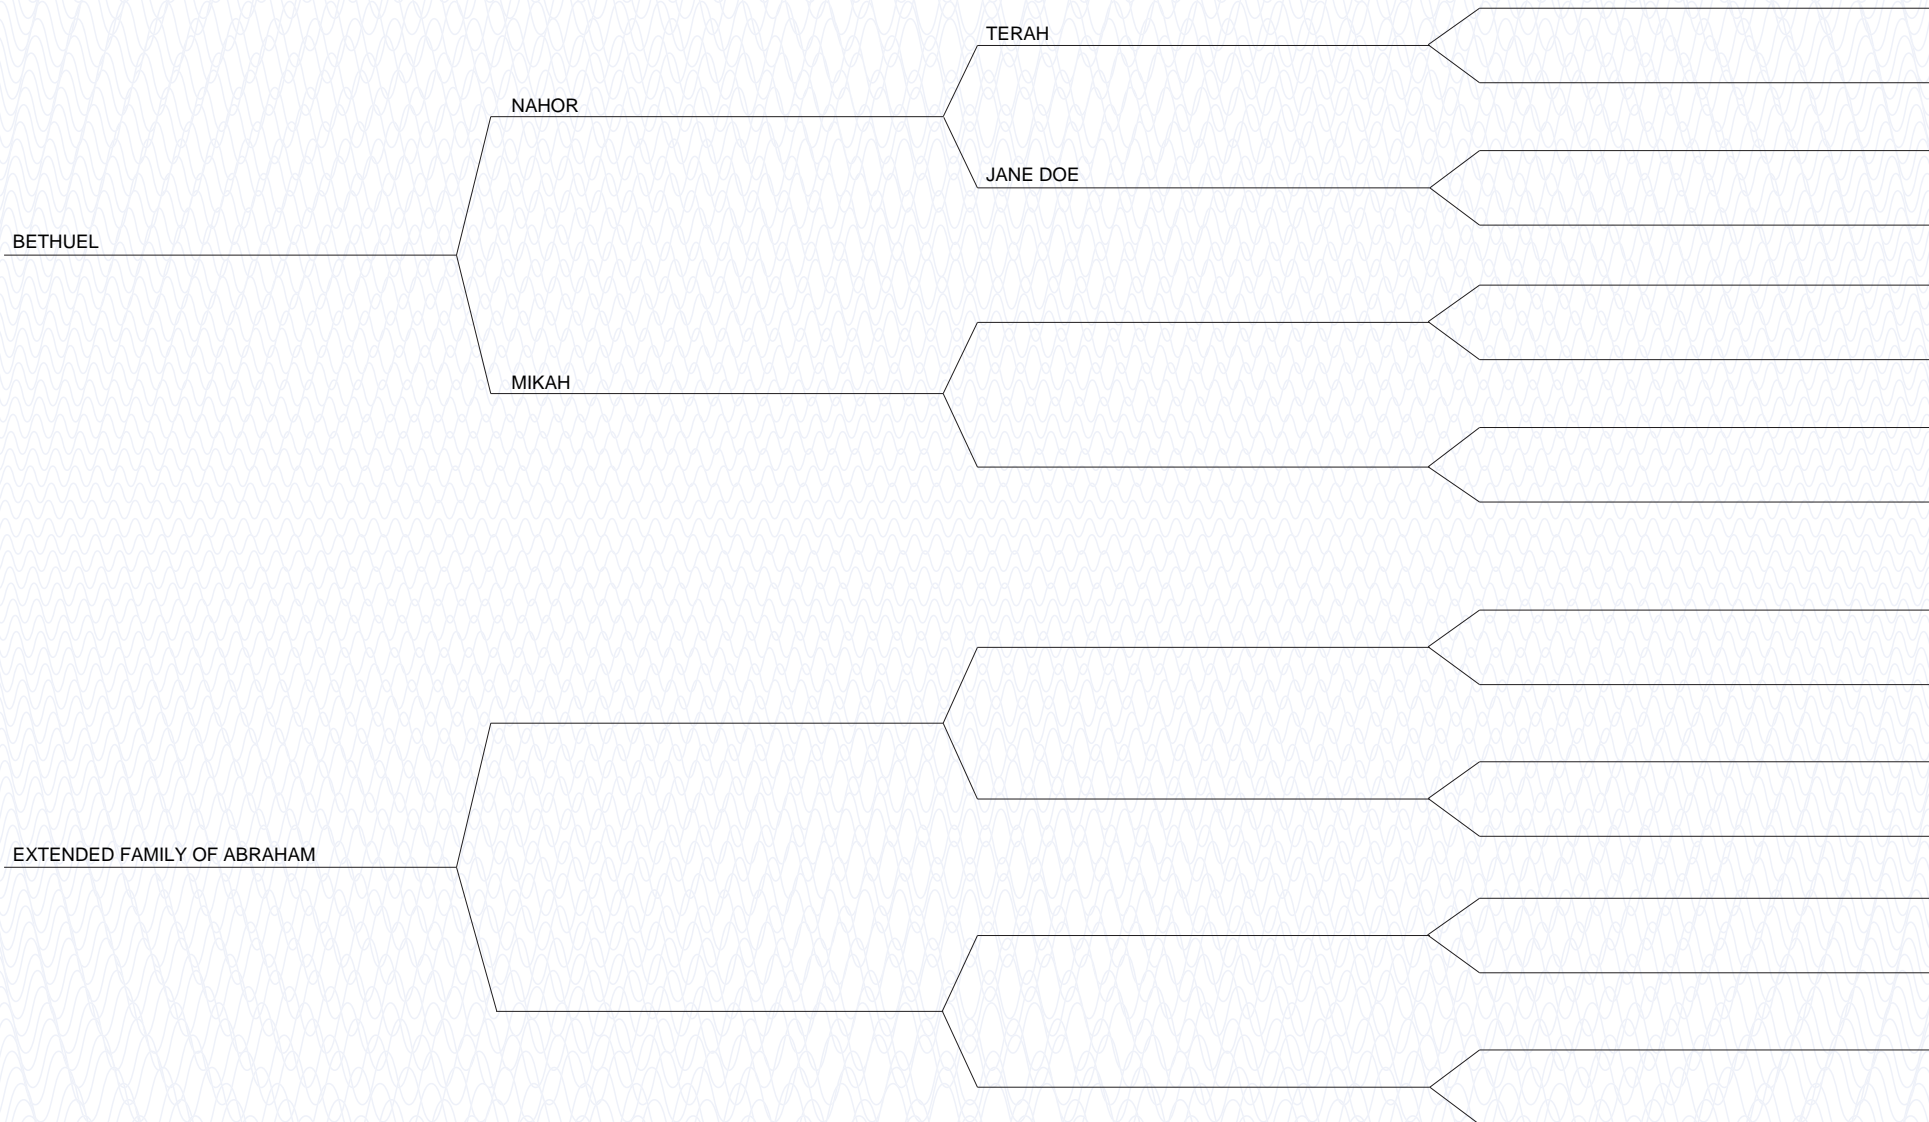 TERAH
NAHOR
JANE DOE
BETHUEL
MIKAH
EXTENDED FAMILY OF ABRAHAM